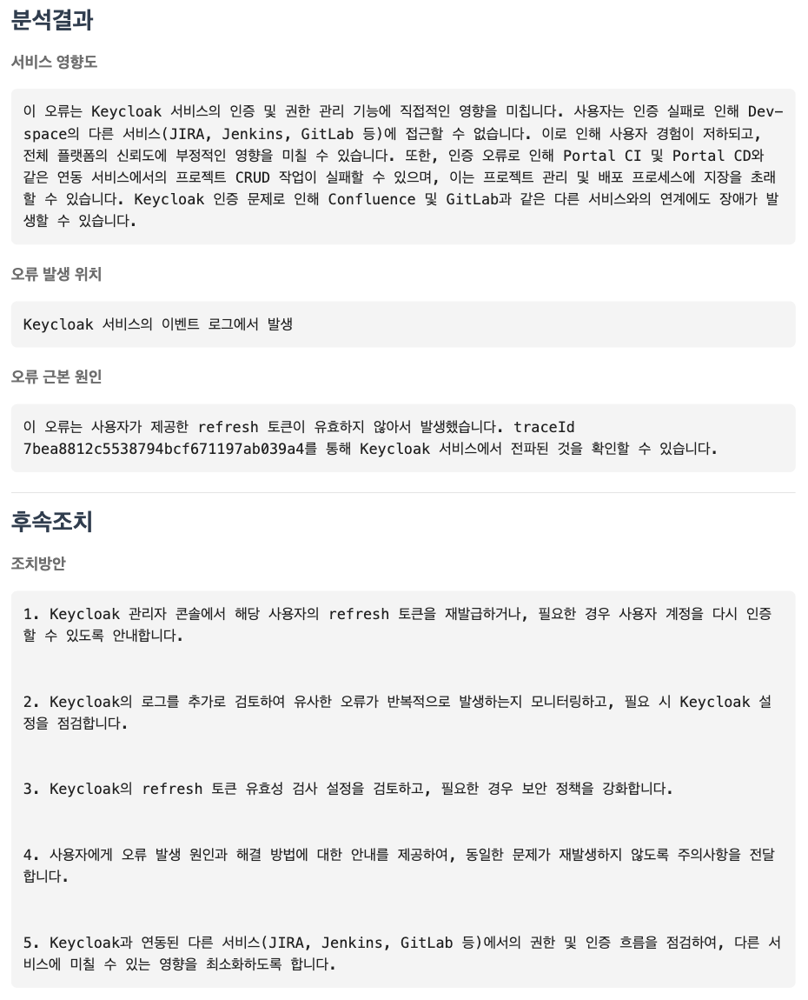 분석결과
서비스 영향도
이 오류는 Keycloak 서비스의 인증 및 권한 관리 기능에 직접적인 영향을 미칩니다. 사용자는 인증 실패로 인해 Dev-
space의 다른 서비스(JIRA, Jenkins, GitLab 등)에 접근할 수 없습니다. 이로 인해 사용자 경험이 저하되고,
전체 플랫폼의 신뢰도에 부정적인 영향을 미칠 수 있습니다. 또한, 인증 오류로 인해 Portal CI 및 Portal CD와
같은 연동 서비스에서의 프로젝트 CRUD 작업이 실패할 수 있으며, 이는 프로젝트 관리 및 배포 프로세스에 지장을 초래
할 수 있습니다. Keycloak 인증 문제로 인해 Confluence 및 GitLab과 같은 다른 서비스와의 연계에도 장애가 발
생할 수 있습니다.
오류 발생 위치
Keycloak 서비스의 이벤트 로그에서 발생
오류 근본 원인
이 오류는 사용자가 제공한 refresh 토큰이 유효하지 않아서 발생했습니다. traceId
7bea8812c5538794bcf671197ab039a4를 통해 Keycloak 서비스에서 전파된 것을 확인할 수 있습니다.
후속조치
조치방안
1. Keycloak 관리자 콘솔에서 해당 사용자의 refresh 토큰을 재발급하거나, 필요한 경우 사용자 계정을 다시 인증
할 수 있도록 안내합니다.
2. Keycloak의 로그를 추가로 검토하여 유사한 오류가 반복적으로 발생하는지 모니터링하고, 필요 시 Keycloak 설
정을 점검합니다.
3. Keycloak의 refresh 토큰 유효성 검사 설정을 검토하고, 필요한 경우 보안 정책을 강화합니다.
4. 사용자에게 오류 발생 원인과 해결 방법에 대한 안내를 제공하여, 동일한 문제가 재발생하지 않도록 주의사항을 전달
합니다.
5. Keycloak과 연동된 다른 서비스(JIRA, Jenkins, GitLab 등)에서의 권한 및 인증 흐름을 점검하여, 다른 서
비스에 미칠 수 있는 영향을 최소화하도록 합니다.